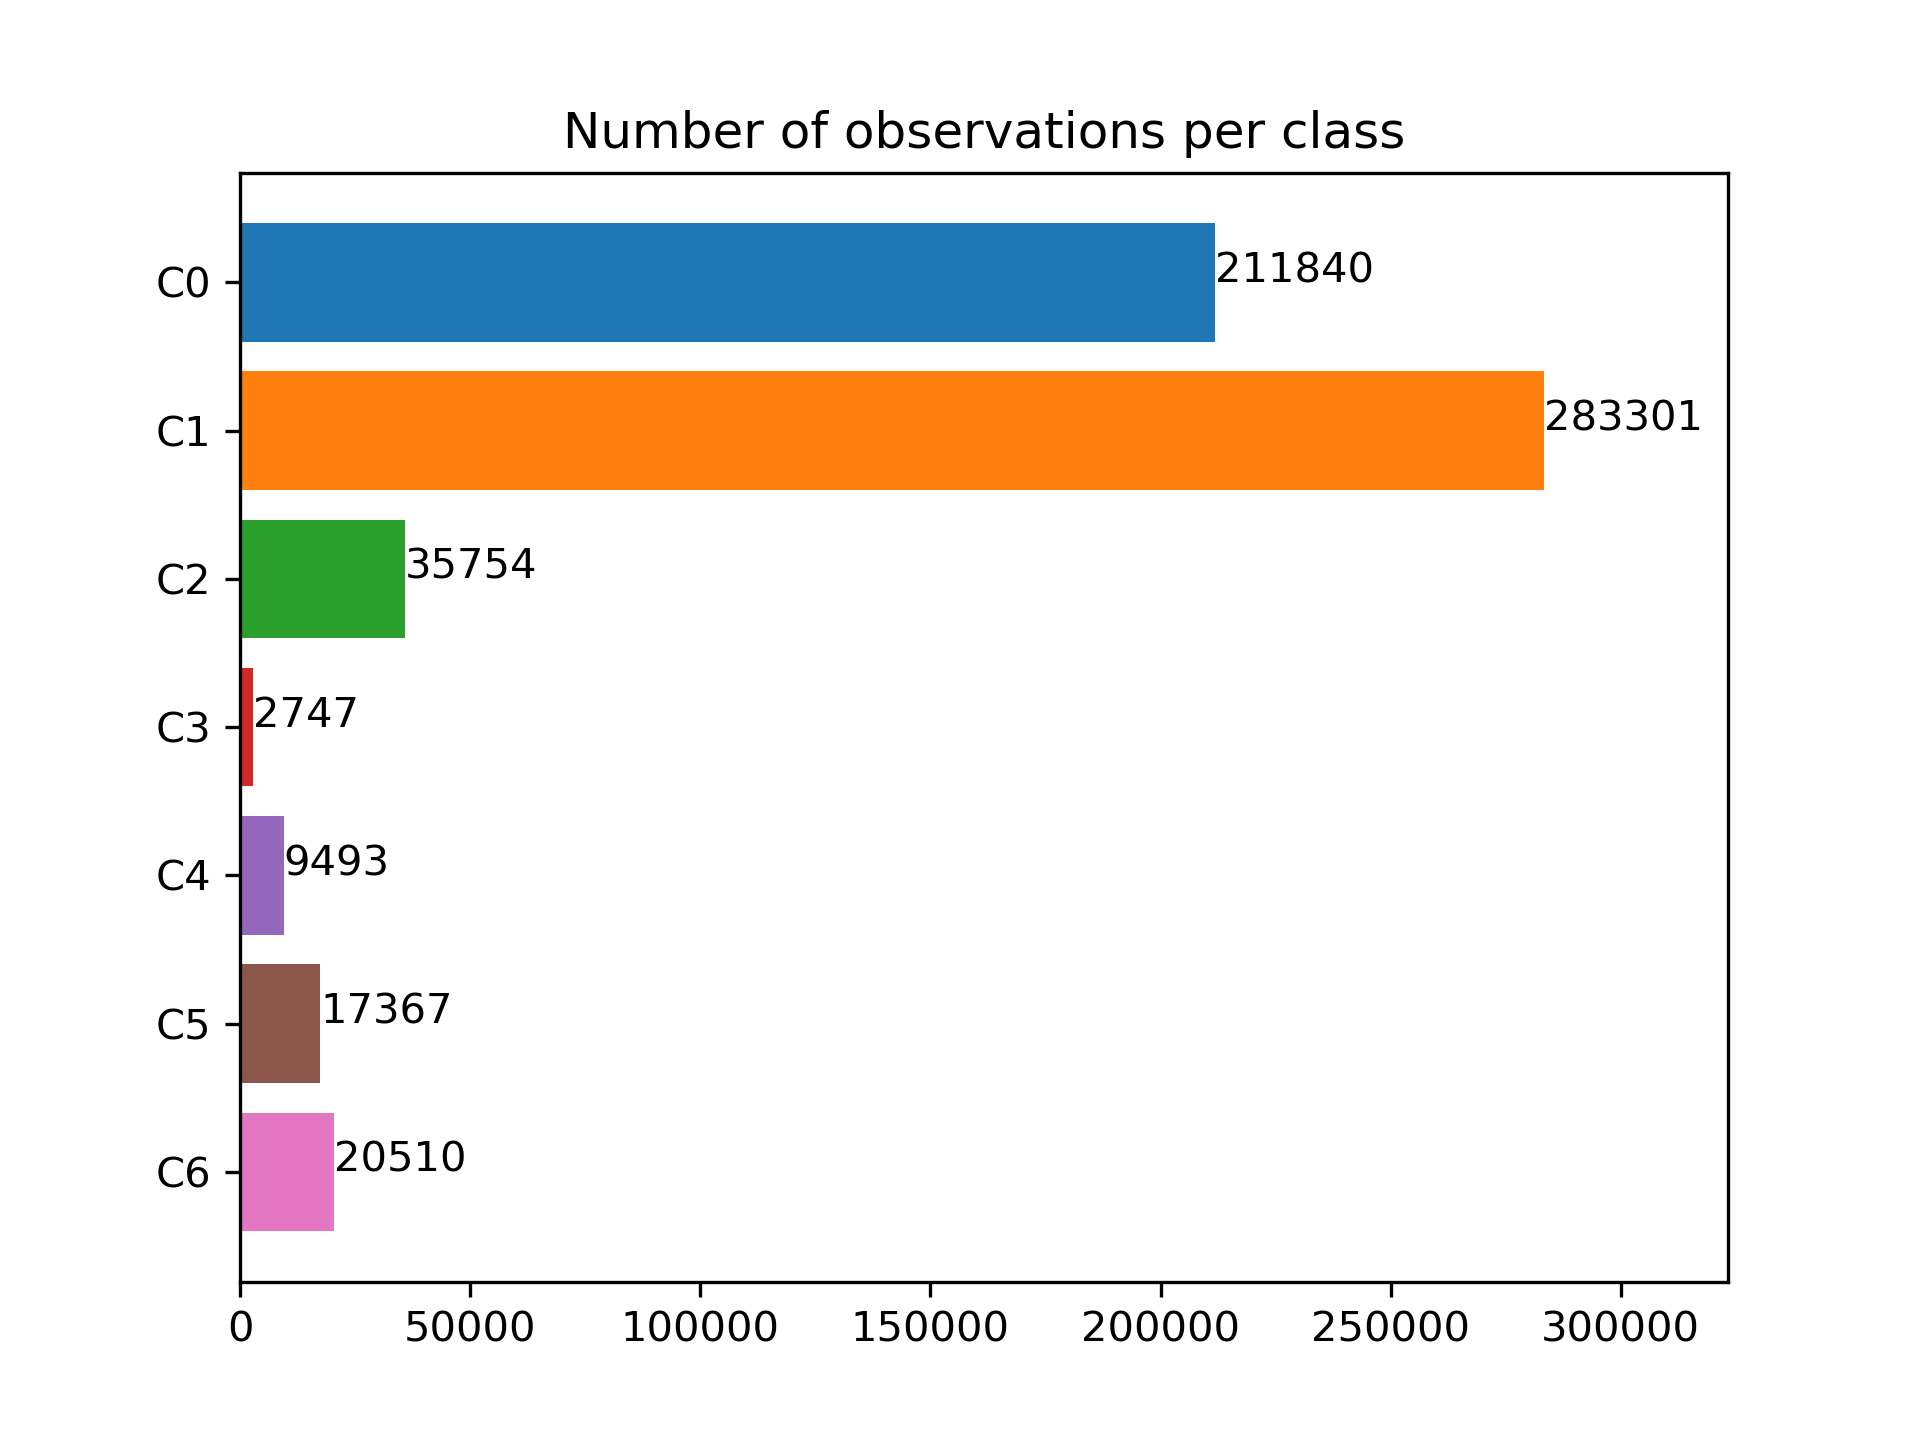 Number of observations per class
C0 211840
C1 283301
C2 35754
C3 2747
C4 9493
C5 17367
C6 20510
0 50000 100000 150000 200000 250000 300000